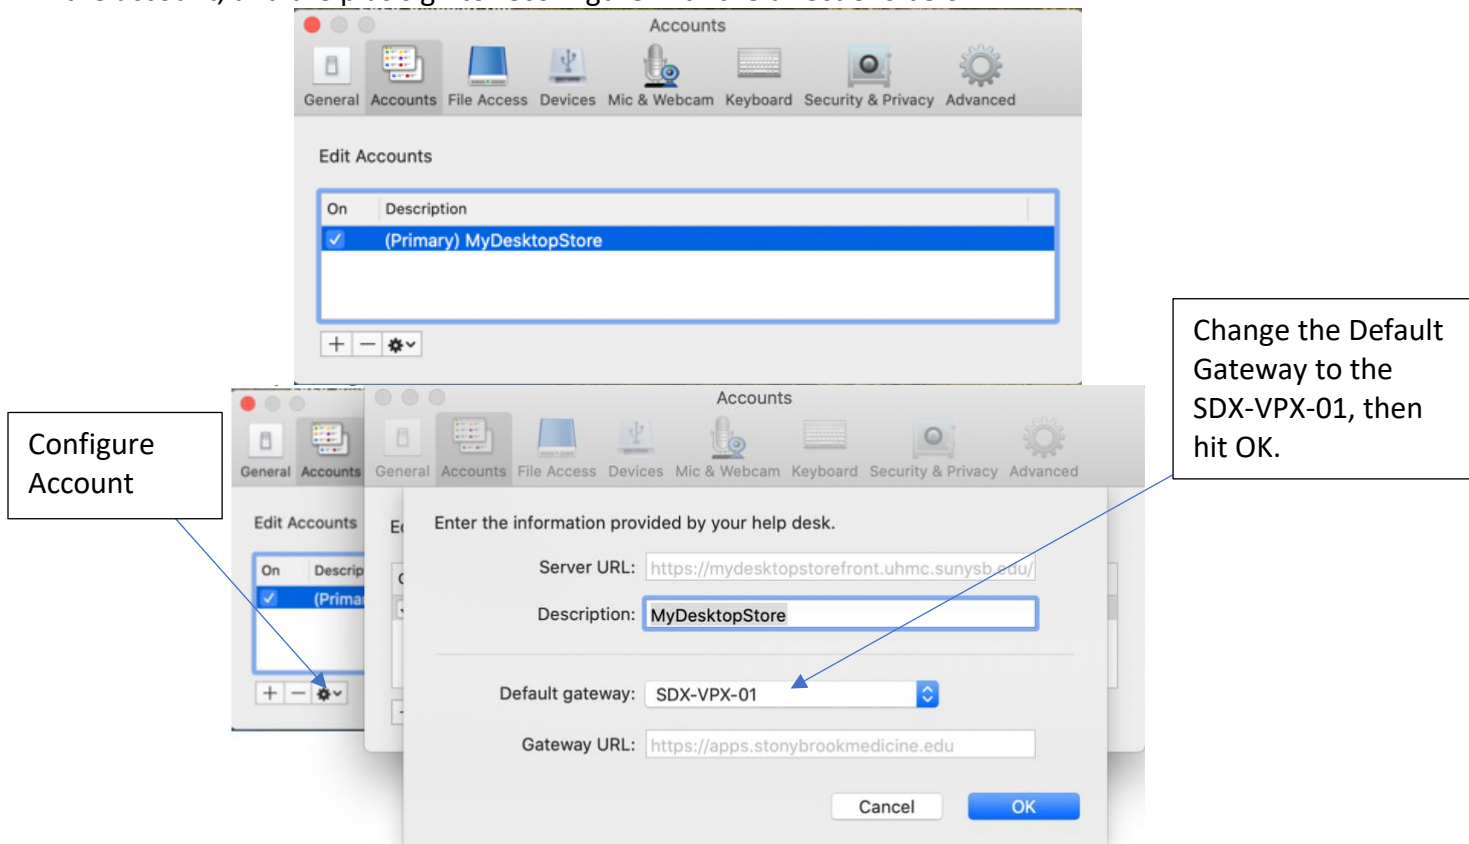 Accounts
General Accounts File Access Devices Mic & Webcam Keyboard Security & Privacy Advanced
Edit Accounts
On Description
(Primary) MyDesktopStore
Change the Default
Gateway to the
SDX-VPX-01, then
hit OK.
Configure
Account
General Accounts
Edit Accounts
On Descrip
(Primar
Accounts
General Accounts File Access Devices Mic & Webcam Keyboard Security & Privacy Advanced
Enter the information provided by your help desk.
Server URL: https://mydesktopstorefront.uhmc.sunysb.edu/
Description: MyDesktopStore
Default gateway: SDX-VPX-01
Gateway URL: https://apps.stonybrookmedicine.edu
Cancel OK